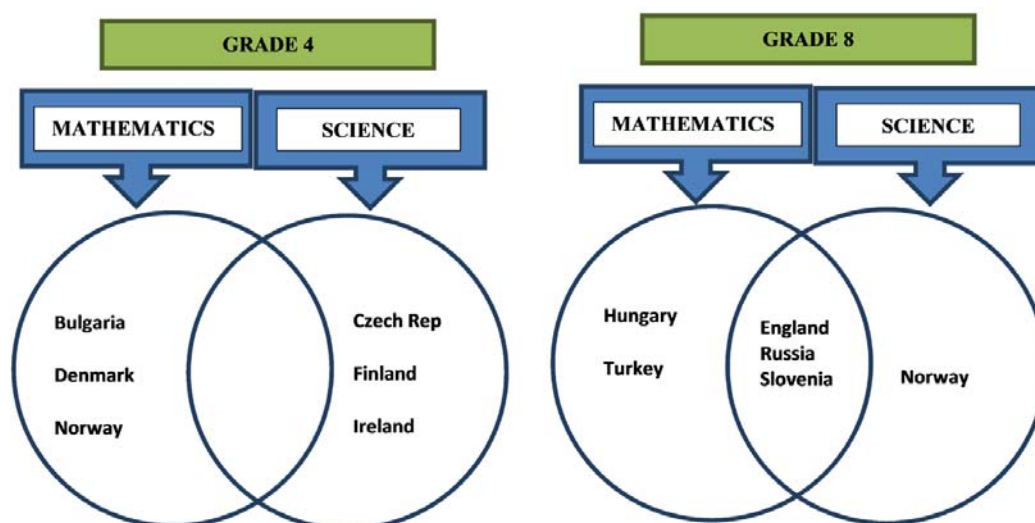 GRADE 4
MATHEMATICS
SCIENCE
Bulgaria
Denmark
Norway
Czech Rep
Finland
Ireland
GRADE 8
MATHEMATICS
SCIENCE
Hungary
Turkey
England
Russia
Slovenia
Norway